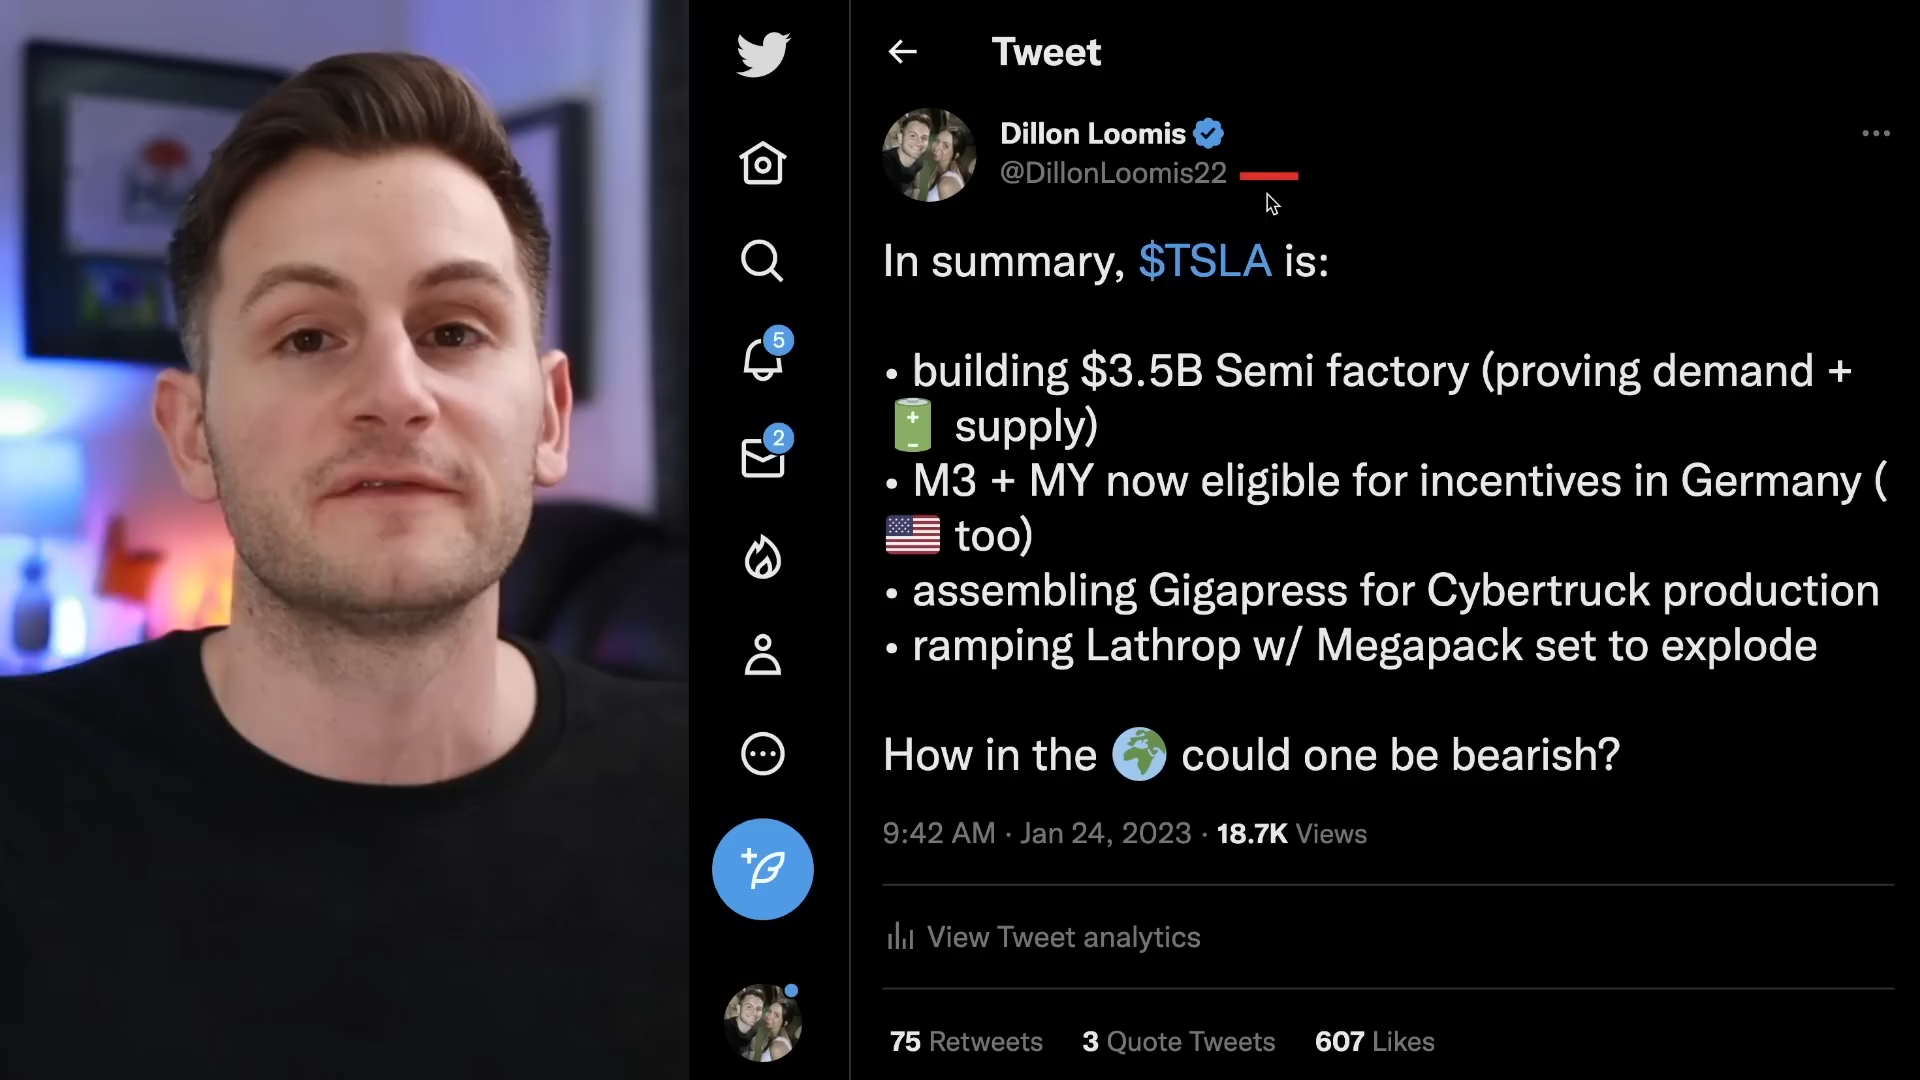 Tweet
Dillon Loomis
@DillonLoomis22
In summary, $TSLA is:
• building $3.5B Semi factory (proving demand +
🔋 supply)
• M3 + MY now eligible for incentives in Germany (
🇺🇸 too)
• assembling Gigapress for Cybertruck production
• ramping Lathrop w/ Megapack set to explode
How in the 🌍 could one be bearish?
9:42 AM · Jan 24, 2023 · 18.7K Views
View Tweet analytics
75 Retweets 3 Quote Tweets 607 Likes
5
2